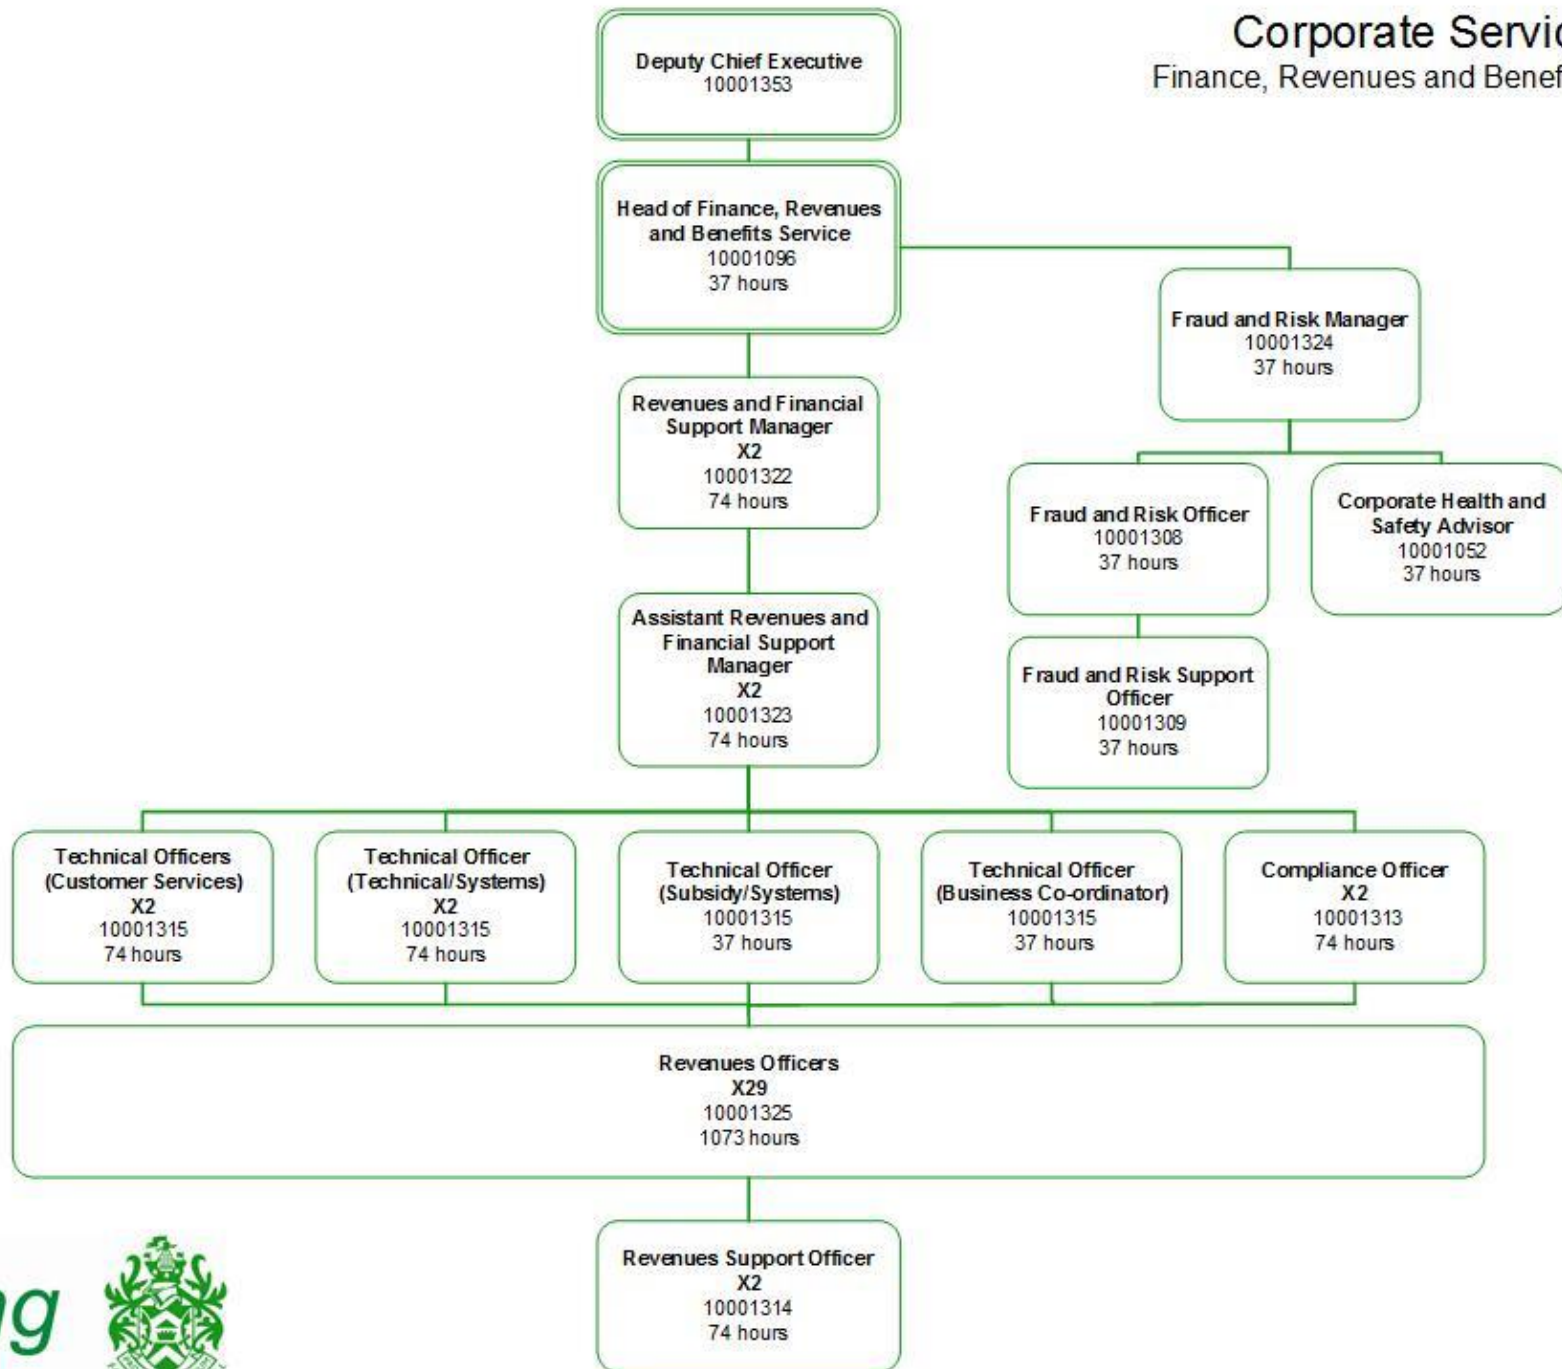 Corporate Servic
Finance, Revenues and Benef
Deputy Chief Executive
10001353
Head of Finance, Revenues
and Benefits Service
10001096
37 hours
Fraud and Risk Manager
10001324
37 hours
Revenues and Financial
Support Manager
X2
10001322
74 hours
Fraud and Risk Officer
10001308
37 hours
Corporate Health and
Safety Advisor
10001052
37 hours
Assistant Revenues and
Financial Support
Manager
X2
10001323
74 hours
Fraud and Risk Support
Officer
10001309
37 hours
Technical Officers
(Customer Services)
X2
10001315
74 hours
Technical Officer
(Technical/Systems)
X2
10001315
74 hours
Technical Officer
(Subsidy/Systems)
10001315
37 hours
Technical Officer
(Business Co-ordinator)
10001315
37 hours
Compliance Officer
X2
10001313
74 hours
Revenues Officers
X29
10001325
1073 hours
Revenues Support Officer
X2
10001314
74 hours
ng